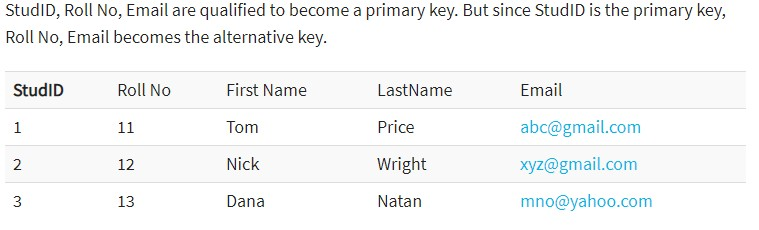 StudID, Roll No, Email are qualified to become a primary key. But since StudID is the primary key,
Roll No, Email becomes the alternative key.
StudID Roll No First Name LastName Email
1 11 Tom Price abc@gmail.com
2 12 Nick Wright xyz@gmail.com
3 13 Dana Natan mno@yahoo.com